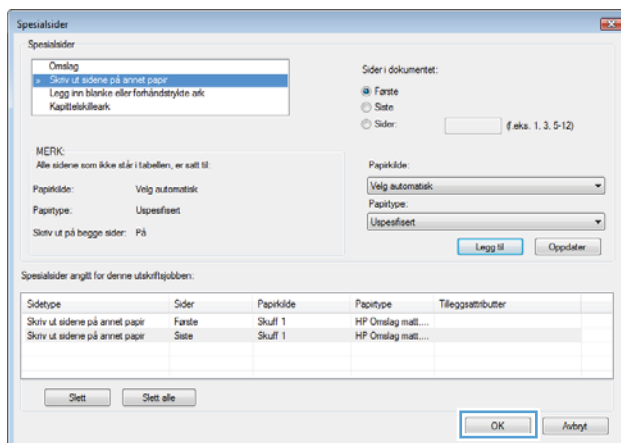 Spesialsider
Spesialsider
Omslag
» Skriv ut sidene på annet papir
Legg inn blanke eller forhåndstrykte ark
Kapittelskilleark
Sider i dokumentet:
Første
Siste
Sider: (f.eks. 1, 3, 5-12)
MERK:
Alle sidene som ikke står i tabellen, er satt til:
Papirkilde: Velg automatisk
Papirtype: Uspesifisert
Skriv ut på begge sider: På
Papirkilde:
Velg automatisk
Papirtype:
Uspesifisert
Legg til Oppdater
Spesialsider angitt for denne utskriftsjobben:
Sidetype Sider Papirkilde Papirtype Tilleggsattributter
Skriv ut sidene på annet papir Første Skuff 1 HP Omslag matt....
Skriv ut sidene på annet papir Siste Skuff 1 HP Omslag matt....
Slett Slett alle
OK Avbryt